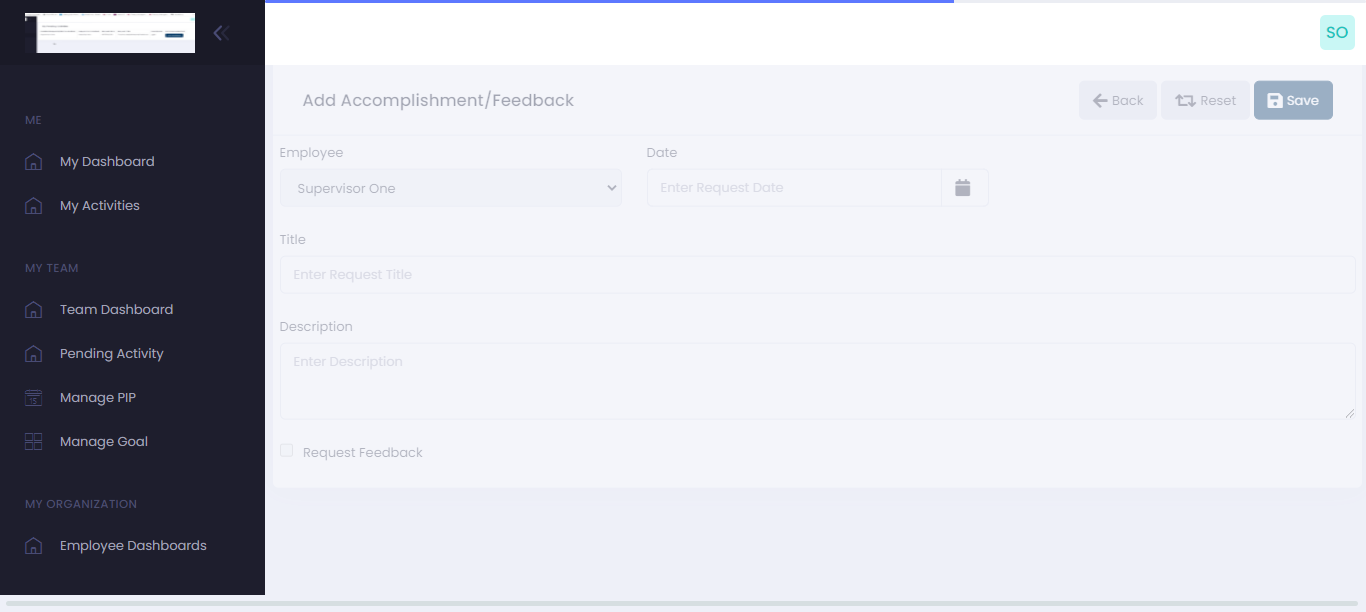 SO
ME
My Dashboard
My Activities
MY TEAM
Team Dashboard
Pending Activity
Manage PIP
15
Manage Goal
MY ORGANIZATION
Employee Dashboards
Add Accomplishment/Feedback
Back
Reset
Save
Employee
Date
Supervisor One
Enter Request Date
Title
Enter Request Title
Description
Enter Description
Request Feedback